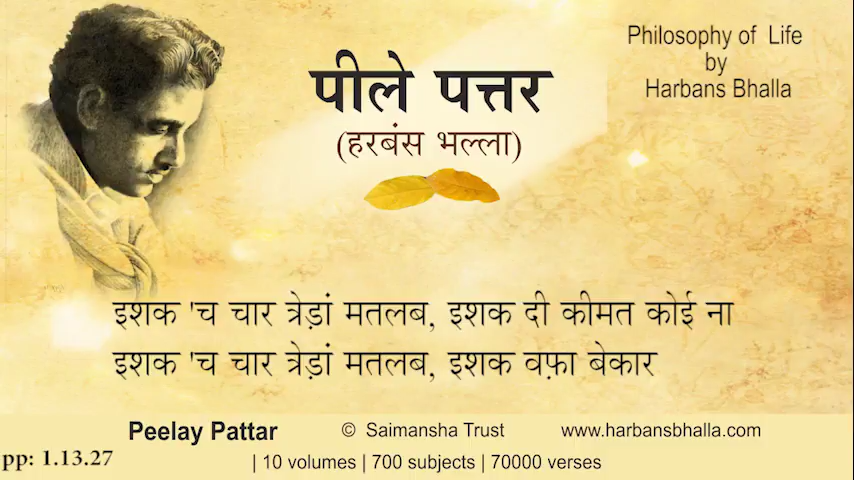 पीले पत्तर
(हरबंस भल्ला)
Philosophy of Life
by
Harbans Bhalla
इशक 'च चार त्रेड़ां मतलब, इशक दी कीमत कोई ना
इशक 'च चार त्रेड़ां मतलब, इशक वफ़ा बेकार
Peelay Pattar © Saimansha Trust www.harbansbhalla.com
pp: 1.13.27 | 10 volumes | 700 subjects | 70000 verses